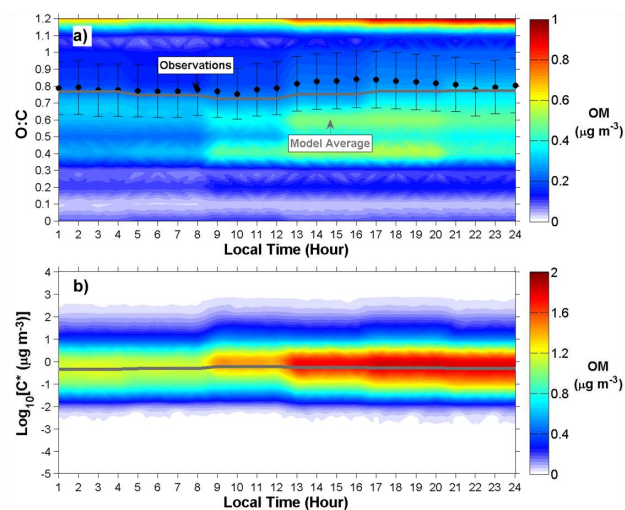 a)
Observations
Model Average
O:C
1.2
1.1
1
0.9
0.8
0.7
0.6
0.5
0.4
0.3
0.2
0.1
0
1 2 3 4 5 6 7 8 9 10 11 12 13 14 15 16 17 18 19 20 21 22 23 24
Local Time (Hour)
1
0.8
0.6
0.4
0.2
0
OM
(µg m-3)
b)
Log10[C* (µg m-3)]
4
3
2
1
0
-1
-2
-3
-4
-5
1 2 3 4 5 6 7 8 9 10 11 12 13 14 15 16 17 18 19 20 21 22 23 24
Local Time (Hour)
2
1.6
1.2
0.8
0.4
0
OM
(µg m-3)